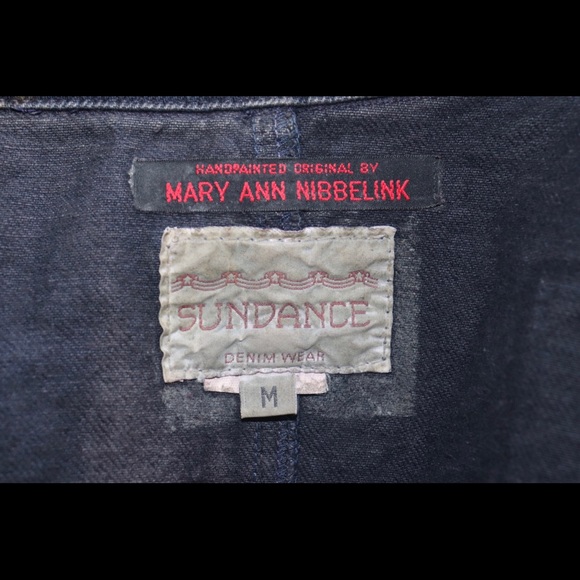 HANDPAINTED ORIGINAL BY
MARY ANN NIBBELINK
SUNDANCE
DENIM WEAR
M